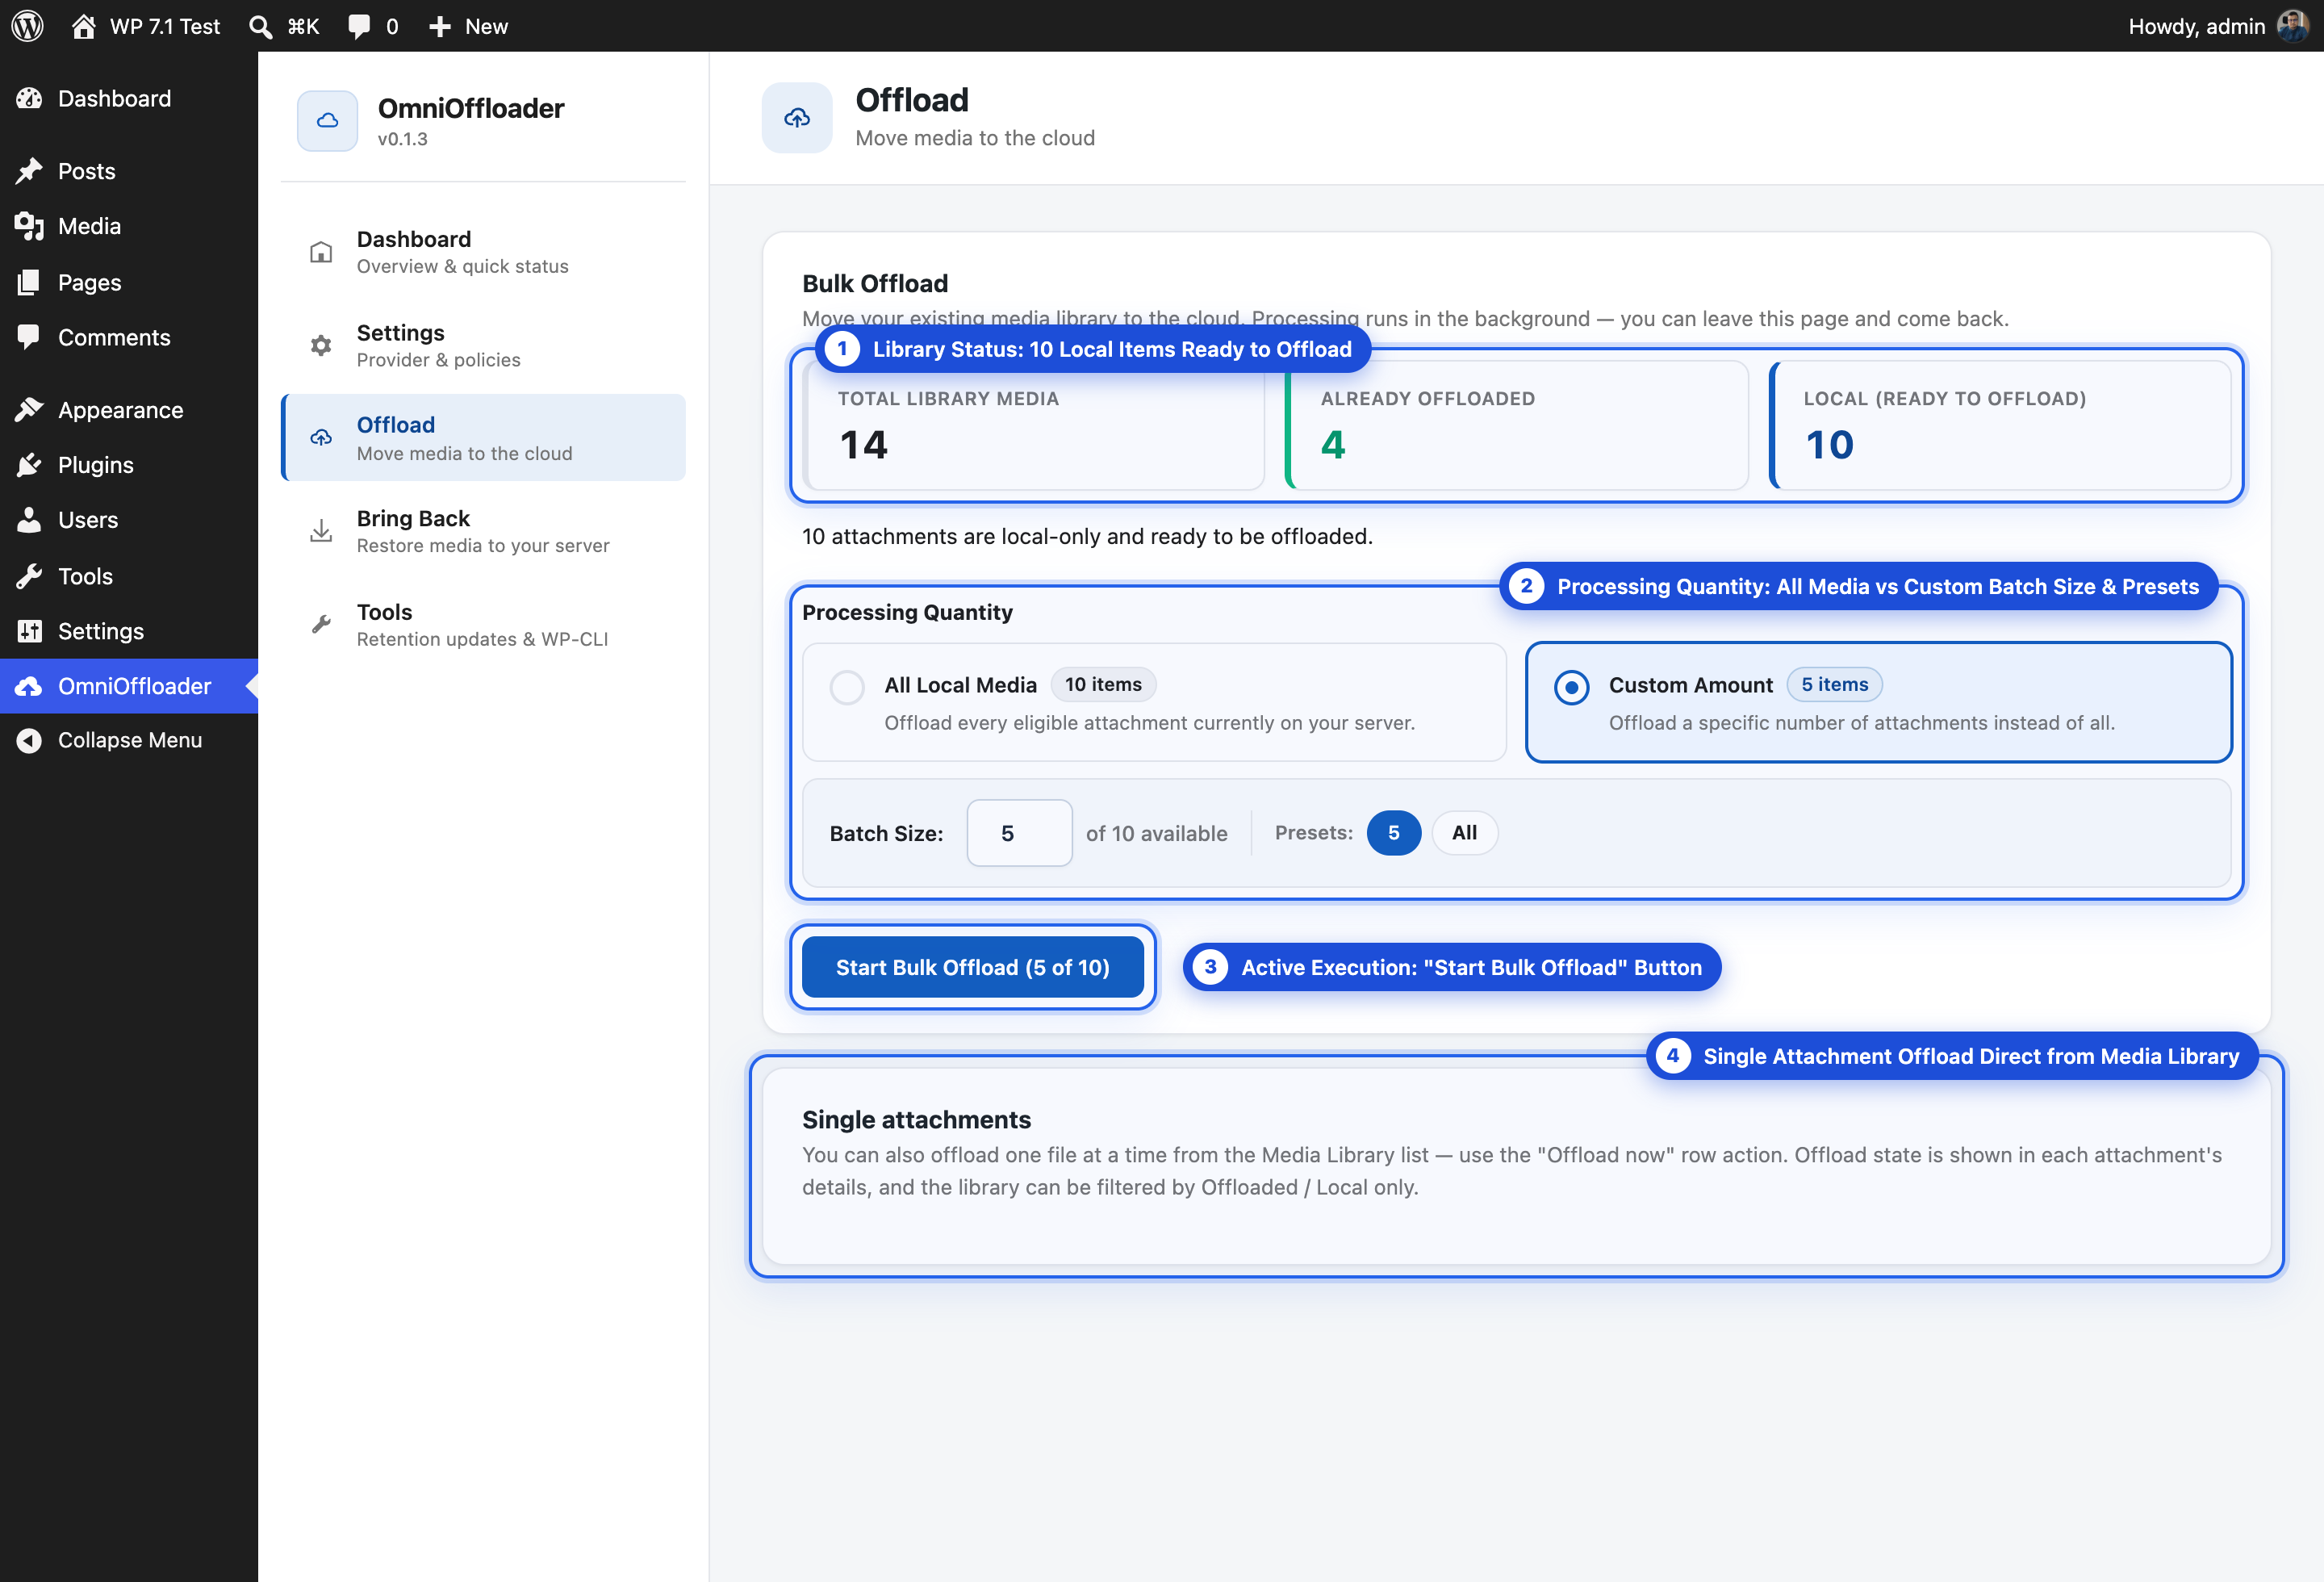 WP 7.1 Test
⌘K
0
New
Howdy, admin
Dashboard
Posts
Media
Pages
Comments
Appearance
Plugins
Users
Tools
Settings
OmniOffloader
Collapse Menu
OmniOffloader
v0.1.3
Dashboard
Overview & quick status
Settings
Provider & policies
Offload
Move media to the cloud
Bring Back
Restore media to your server
Tools
Retention updates & WP-CLI
Offload
Move media to the cloud
Bulk Offload
Move your existing media library to the cloud. Processing runs in the background — you can leave this page and come back.
1 Library Status: 10 Local Items Ready to Offload
TOTAL LIBRARY MEDIA
14
ALREADY OFFLOADED
4
LOCAL (READY TO OFFLOAD)
10
10 attachments are local-only and ready to be offloaded.
2 Processing Quantity: All Media vs Custom Batch Size & Presets
Processing Quantity
All Local Media 10 items
Offload every eligible attachment currently on your server.
Custom Amount 5 items
Offload a specific number of attachments instead of all.
Batch Size: 5 of 10 available Presets: 5 All
Start Bulk Offload (5 of 10)
3 Active Execution: "Start Bulk Offload" Button
4 Single Attachment Offload Direct from Media Library
Single attachments
You can also offload one file at a time from the Media Library list — use the "Offload now" row action. Offload state is shown in each attachment's
details, and the library can be filtered by Offloaded / Local only.